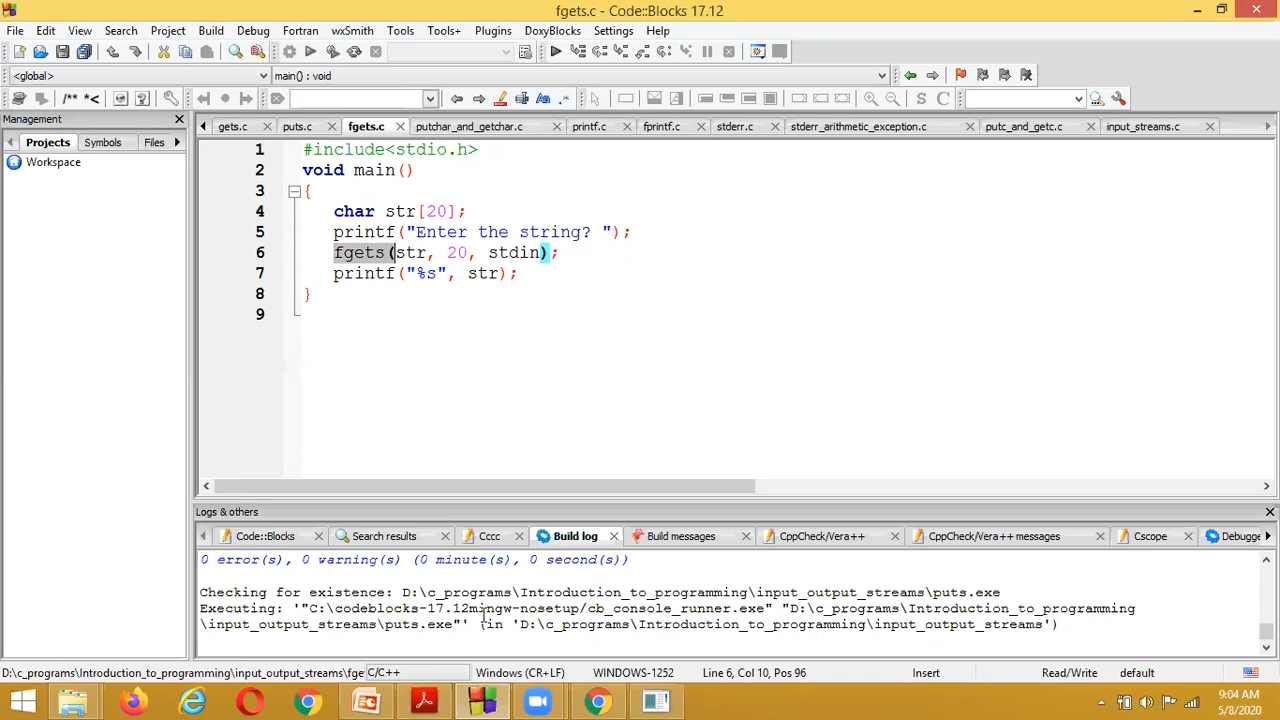 fgets.c - Code::Blocks 17.12
File Edit View Search Project Build Debug Fortran wxSmith Tools Tools+ Plugins DoxyBlocks Settings Help
<global> main() : void
/** *<
S C
Management
gets.c puts.c fgets.c putchar_and_getchar.c printf.c fprintf.c stderr.c stderr_arithmetic_exception.c putc_and_getc.c input_streams.c
Projects Symbols Files
Workspace
1 #include<stdio.h>
2 void main()
3 {
4 char str[20];
5 printf("Enter the string? ");
6 fgets(str, 20, stdin);
7 printf("%s", str);
8 }
9
Logs & others
Code::Blocks Search results Cccc Build log Build messages CppCheck/Vera++ CppCheck/Vera++ messages Cscope Debugge
0 error(s), 0 warning(s) (0 minute(s), 0 second(s))
Checking for existence: D:\c_programs\Introduction_to_programming\input_output_streams\puts.exe
Executing: '"C:\codeblocks-17.12mingw-nosetup/cb_console_runner.exe" "D:\c_programs\Introduction_to_programming
\input_output_streams\puts.exe"' (in 'D:\c_programs\Introduction_to_programming\input_output_streams')
D:\c_programs\Introduction_to_programming\input_output_streams\fge C/C++ Windows (CR+LF) WINDOWS-1252 Line 6, Col 10, Pos 96 Insert Read/Write default
9:04 AM
5/8/2020